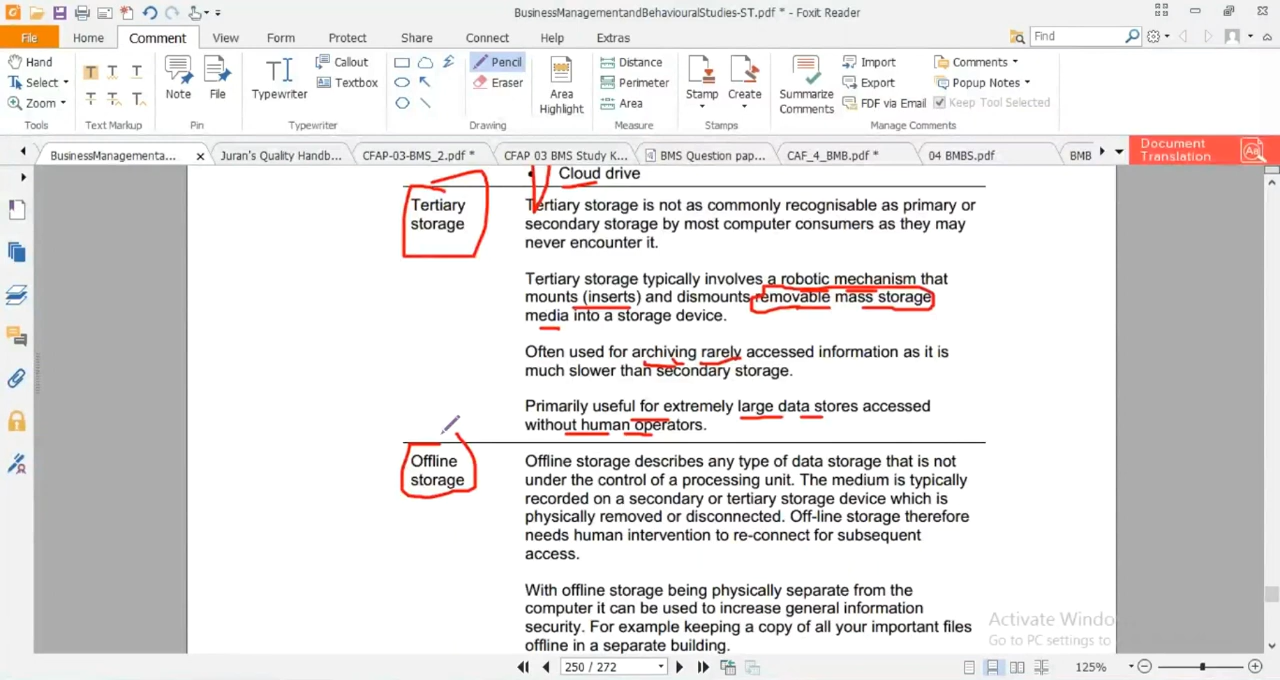 BusinessManagementandBehaviouralStudies-ST.pdf * - Foxit Reader
File Home Comment View Form Protect Share Connect Help Extras Find
Hand
Select
Zoom
Tools
Text Markup
Note
File
Pin
Typewriter
Callout
Textbox
Typewriter
Pencil
Eraser
Drawing
Area Highlight
Distance
Perimeter
Area
Measure
Stamp
Create
Stamps
Summarize Comments
Import
Export
FDF via Email
Comments
Popup Notes
Keep Tool Selected
Manage Comments
BusinessManagementa... Juran's Quality Handb... CFAP-03-BMS_2.pdf * CFAP 03 BMS Study K... BMS Question pap... CAF_4_BMB.pdf * 04 BMBS.pdf BMB
Document Translation
• Cloud drive
Tertiary storage
Tertiary storage is not as commonly recognisable as primary or
secondary storage by most computer consumers as they may
never encounter it.
Tertiary storage typically involves a robotic mechanism that
mounts (inserts) and dismounts removable mass storage
media into a storage device.
Often used for archiving rarely accessed information as it is
much slower than secondary storage.
Primarily useful for extremely large data stores accessed
without human operators.
Offline storage
Offline storage describes any type of data storage that is not
under the control of a processing unit. The medium is typically
recorded on a secondary or tertiary storage device which is
physically removed or disconnected. Off-line storage therefore
needs human intervention to re-connect for subsequent
access.
With offline storage being physically separate from the
computer it can be used to increase general information
security. For example keeping a copy of all your important files
offline in a separate building.
Activate Windo
Go to PC settings to
250 / 272
125%